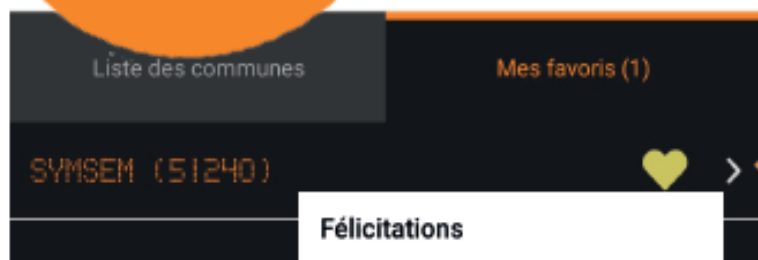 Liste des communes
Mes favoris (1)
SYMSEM (51240)
Félicitations